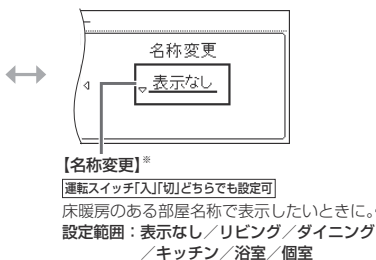 名称変更
表示なし
【名称変更】※
運転スイッチ「入」「切」どちらでも設定可
床暖房のある部屋名称で表示したいときに。
設定範囲：表示なし／リビング／ダイニング
／キッチン／浴室／個室